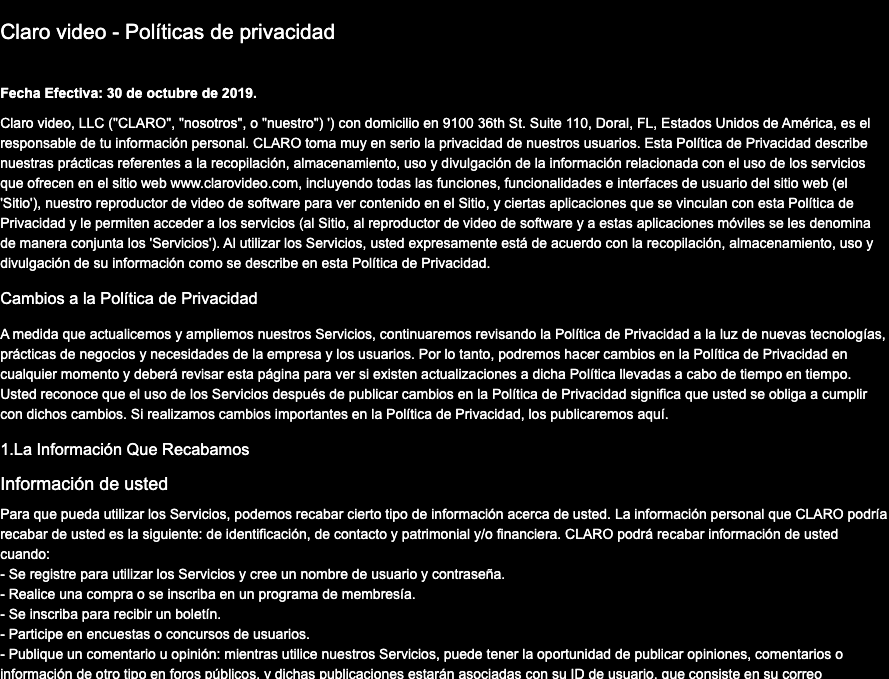 Claro video - Políticas de privacidad
Fecha Efectiva: 30 de octubre de 2019.
Claro video, LLC ("CLARO", "nosotros", o "nuestro") ') con domicilio en 9100 36th St. Suite 110, Doral, FL, Estados Unidos de América, es el
responsable de tu información personal. CLARO toma muy en serio la privacidad de nuestros usuarios. Esta Política de Privacidad describe
nuestras prácticas referentes a la recopilación, almacenamiento, uso y divulgación de la información relacionada con el uso de los servicios
que ofrecen en el sitio web www.clarovideo.com, incluyendo todas las funciones, funcionalidades e interfaces de usuario del sitio web (el
'Sitio'), nuestro reproductor de video de software para ver contenido en el Sitio, y ciertas aplicaciones que se vinculan con esta Política de
Privacidad y le permiten acceder a los servicios (al Sitio, al reproductor de video de software y a estas aplicaciones móviles se les denomina
de manera conjunta los 'Servicios'). Al utilizar los Servicios, usted expresamente está de acuerdo con la recopilación, almacenamiento, uso y
divulgación de su información como se describe en esta Política de Privacidad.
Cambios a la Política de Privacidad
A medida que actualicemos y ampliemos nuestros Servicios, continuaremos revisando la Política de Privacidad a la luz de nuevas tecnologías,
prácticas de negocios y necesidades de la empresa y los usuarios. Por lo tanto, podremos hacer cambios en la Política de Privacidad en
cualquier momento y deberá revisar esta página para ver si existen actualizaciones a dicha Política llevadas a cabo de tiempo en tiempo.
Usted reconoce que el uso de los Servicios después de publicar cambios en la Política de Privacidad significa que usted se obliga a cumplir
con dichos cambios. Si realizamos cambios importantes en la Política de Privacidad, los publicaremos aquí.
1.La Información Que Recabamos
Información de usted
Para que pueda utilizar los Servicios, podemos recabar cierto tipo de información acerca de usted. La información personal que CLARO podría
recabar de usted es la siguiente: de identificación, de contacto y patrimonial y/o financiera. CLARO podrá recabar información de usted
cuando:
- Se registre para utilizar los Servicios y cree un nombre de usuario y contraseña.
- Realice una compra o se inscriba en un programa de membresía.
- Se inscriba para recibir un boletín.
- Participe en encuestas o concursos de usuarios.
- Publique un comentario u opinión: mientras utilice nuestros Servicios, puede tener la oportunidad de publicar opiniones, comentarios o
información de otro tipo en foros públicos, y dichas publicaciones estarán asociadas con su ID de usuario, que consiste en su correo